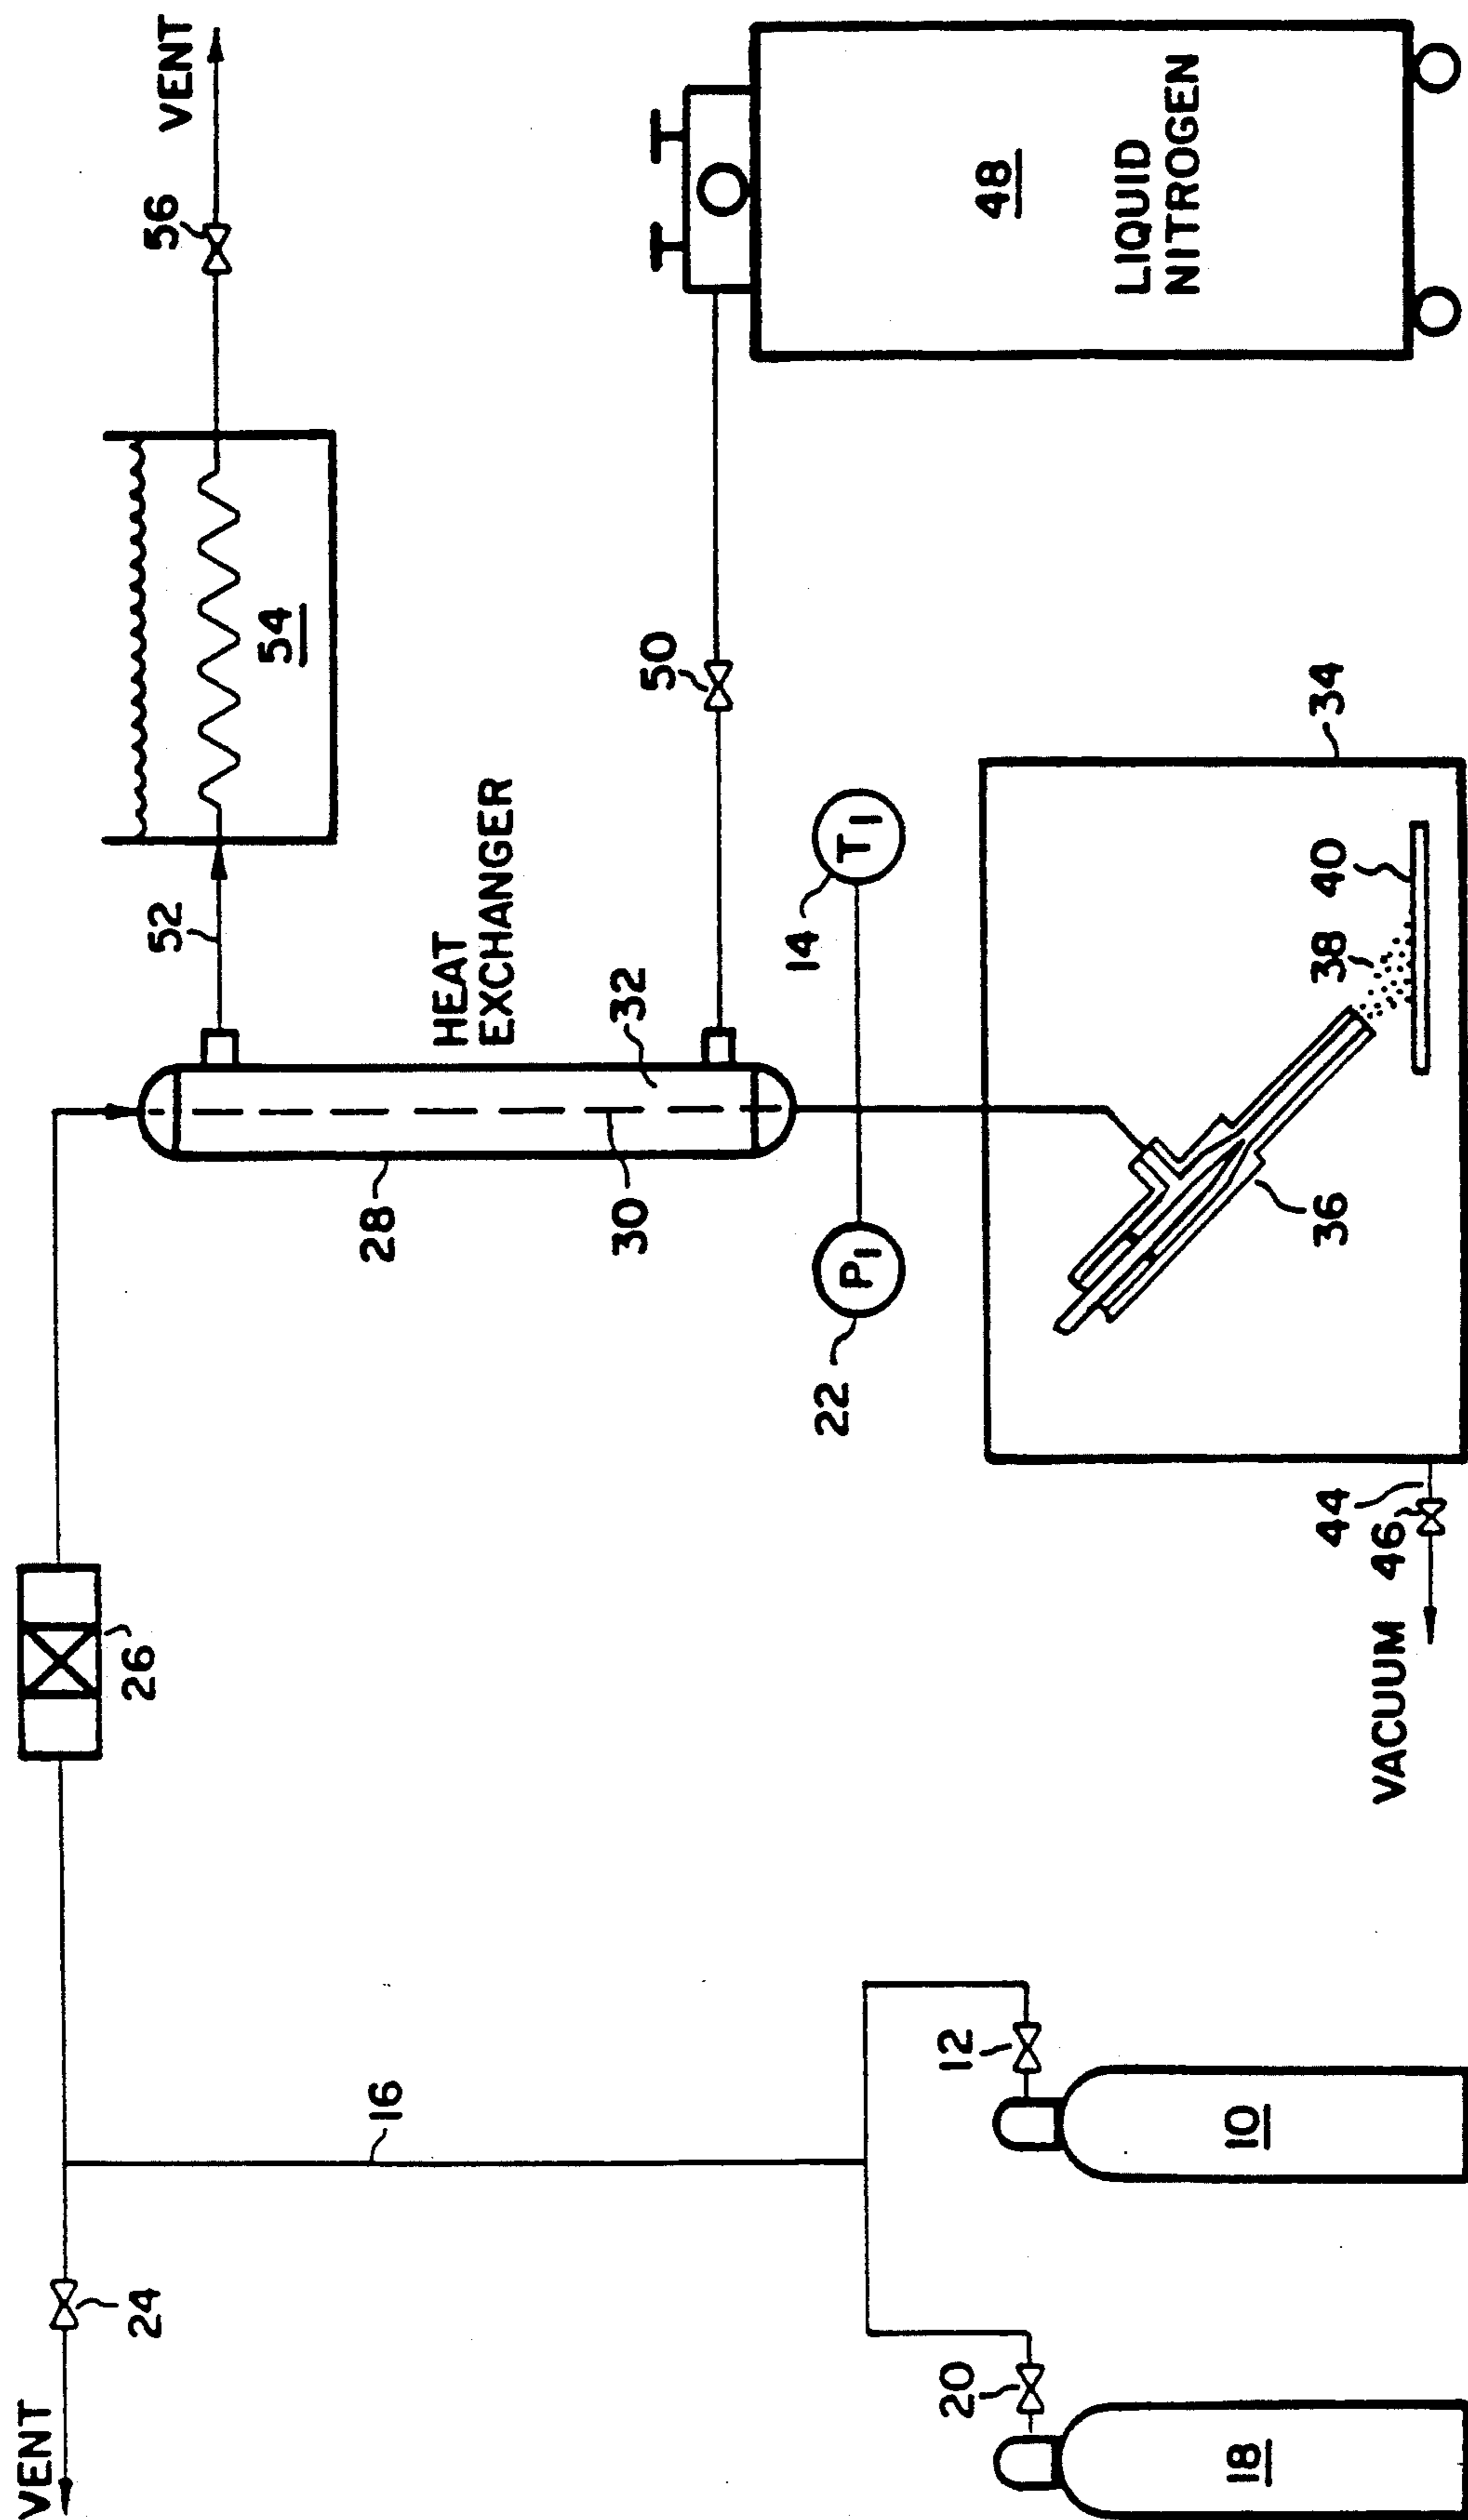 VENT
24
26
52
56
VENT
54
16
28
HEAT
EXCHANGER
30
32
50
14
22
P1
T1
20
12
48
LIQUID
NITROGEN
18
10
44
36
38
40
34
VACUUM
46